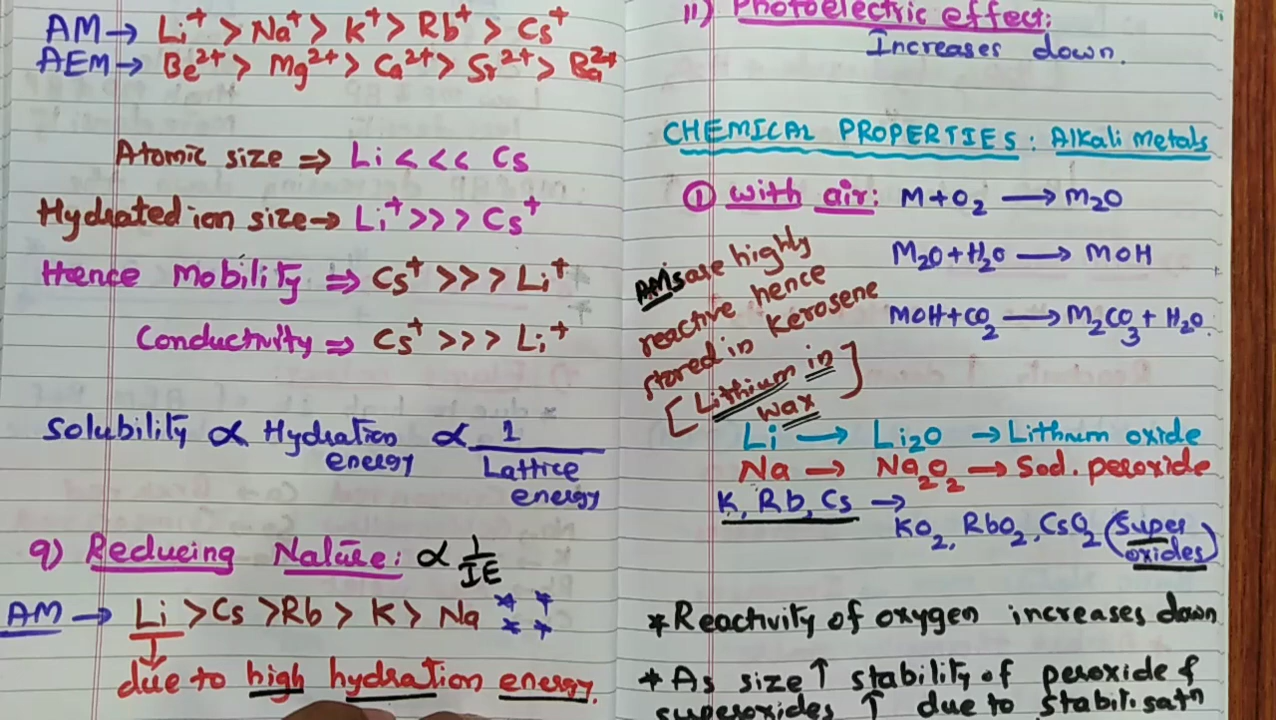 AM → Li⁺ > Na⁺ > K⁺ > Rb⁺ > Cs⁺
AEM → Be²⁺ > Mg²⁺ > Ca²⁺ > Sr²⁺ > Ba²⁺
Atomic size ⇒ Li < < < Cs
Hydrated ion size → Li⁺ > > > Cs⁺
Hence Mobility ⇒ Cs⁺ > > > Li⁺
Conductivity ⇒ Cs⁺ > > > Li⁺
Solubility ∝ Hydration energy ∝ 1 / Lattice energy
9) Reducing Nature: ∝ 1/IE
AM → Li > Cs > Rb > K > Na ** **
due to high hydration energy.
11) Photoelectric effect:
Increases down.
CHEMICAL PROPERTIES: Alkali Metals
① with air: M + O₂ → M₂O
M₂O + H₂O → MOH
MOH + CO₂ → M₂CO₃ + H₂O.
AMs are highly
reactive hence
stored in Kerosene
[Lithium in
wax]
Li → Li₂O → Lithium oxide
Na → Na₂O₂ → Sod. peroxide
K, Rb, Cs →
KO₂, RbO₂, CsO₂ (Super
oxides)
* Reactivity of oxygen increases down
* As size ↑ stability of peroxide &
superoxides ↑ due to stabilisatn